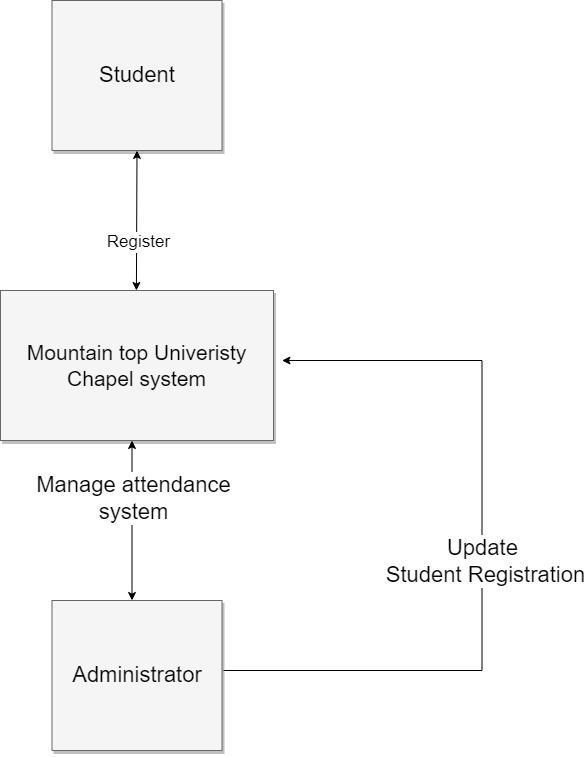 Student
Register
Mountain top Univeristy
Chapel system
Manage attendance
system
Update
Student Registration
Administrator